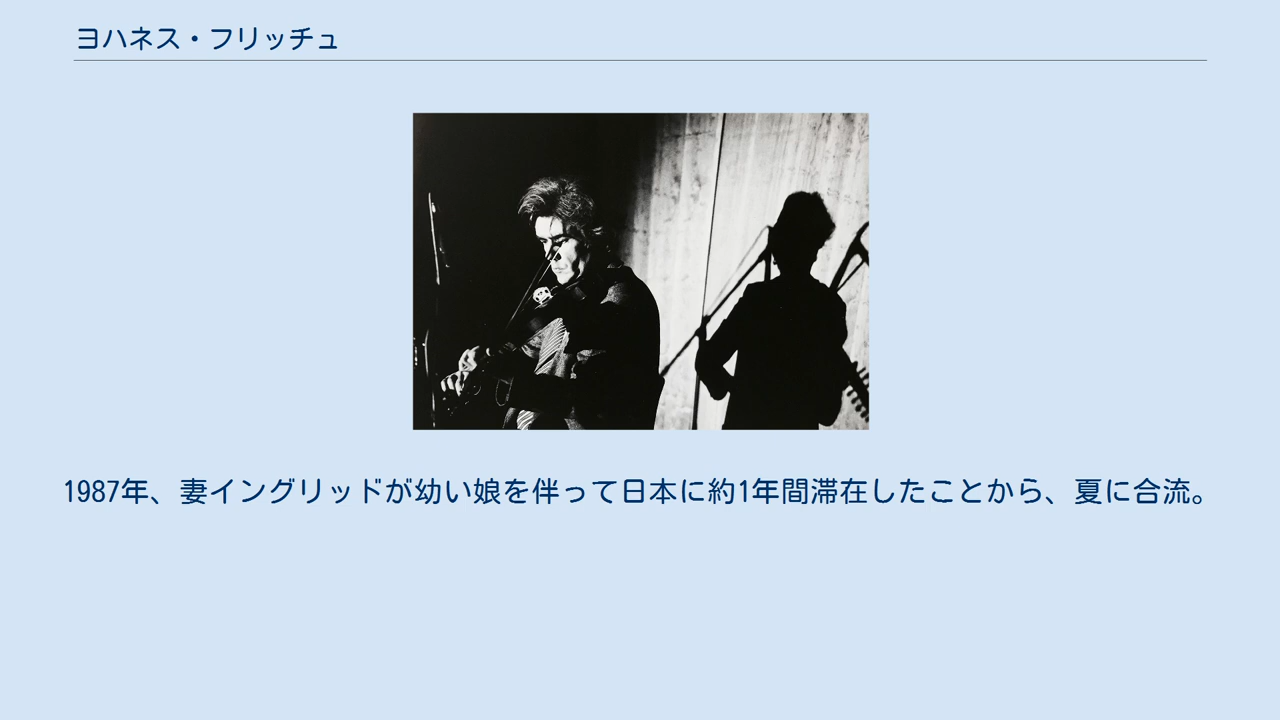 ヨハネス・フリッチュ
1987年、妻イングリッドが幼い娘を伴って日本に約1年間滞在したことから、夏に合流。